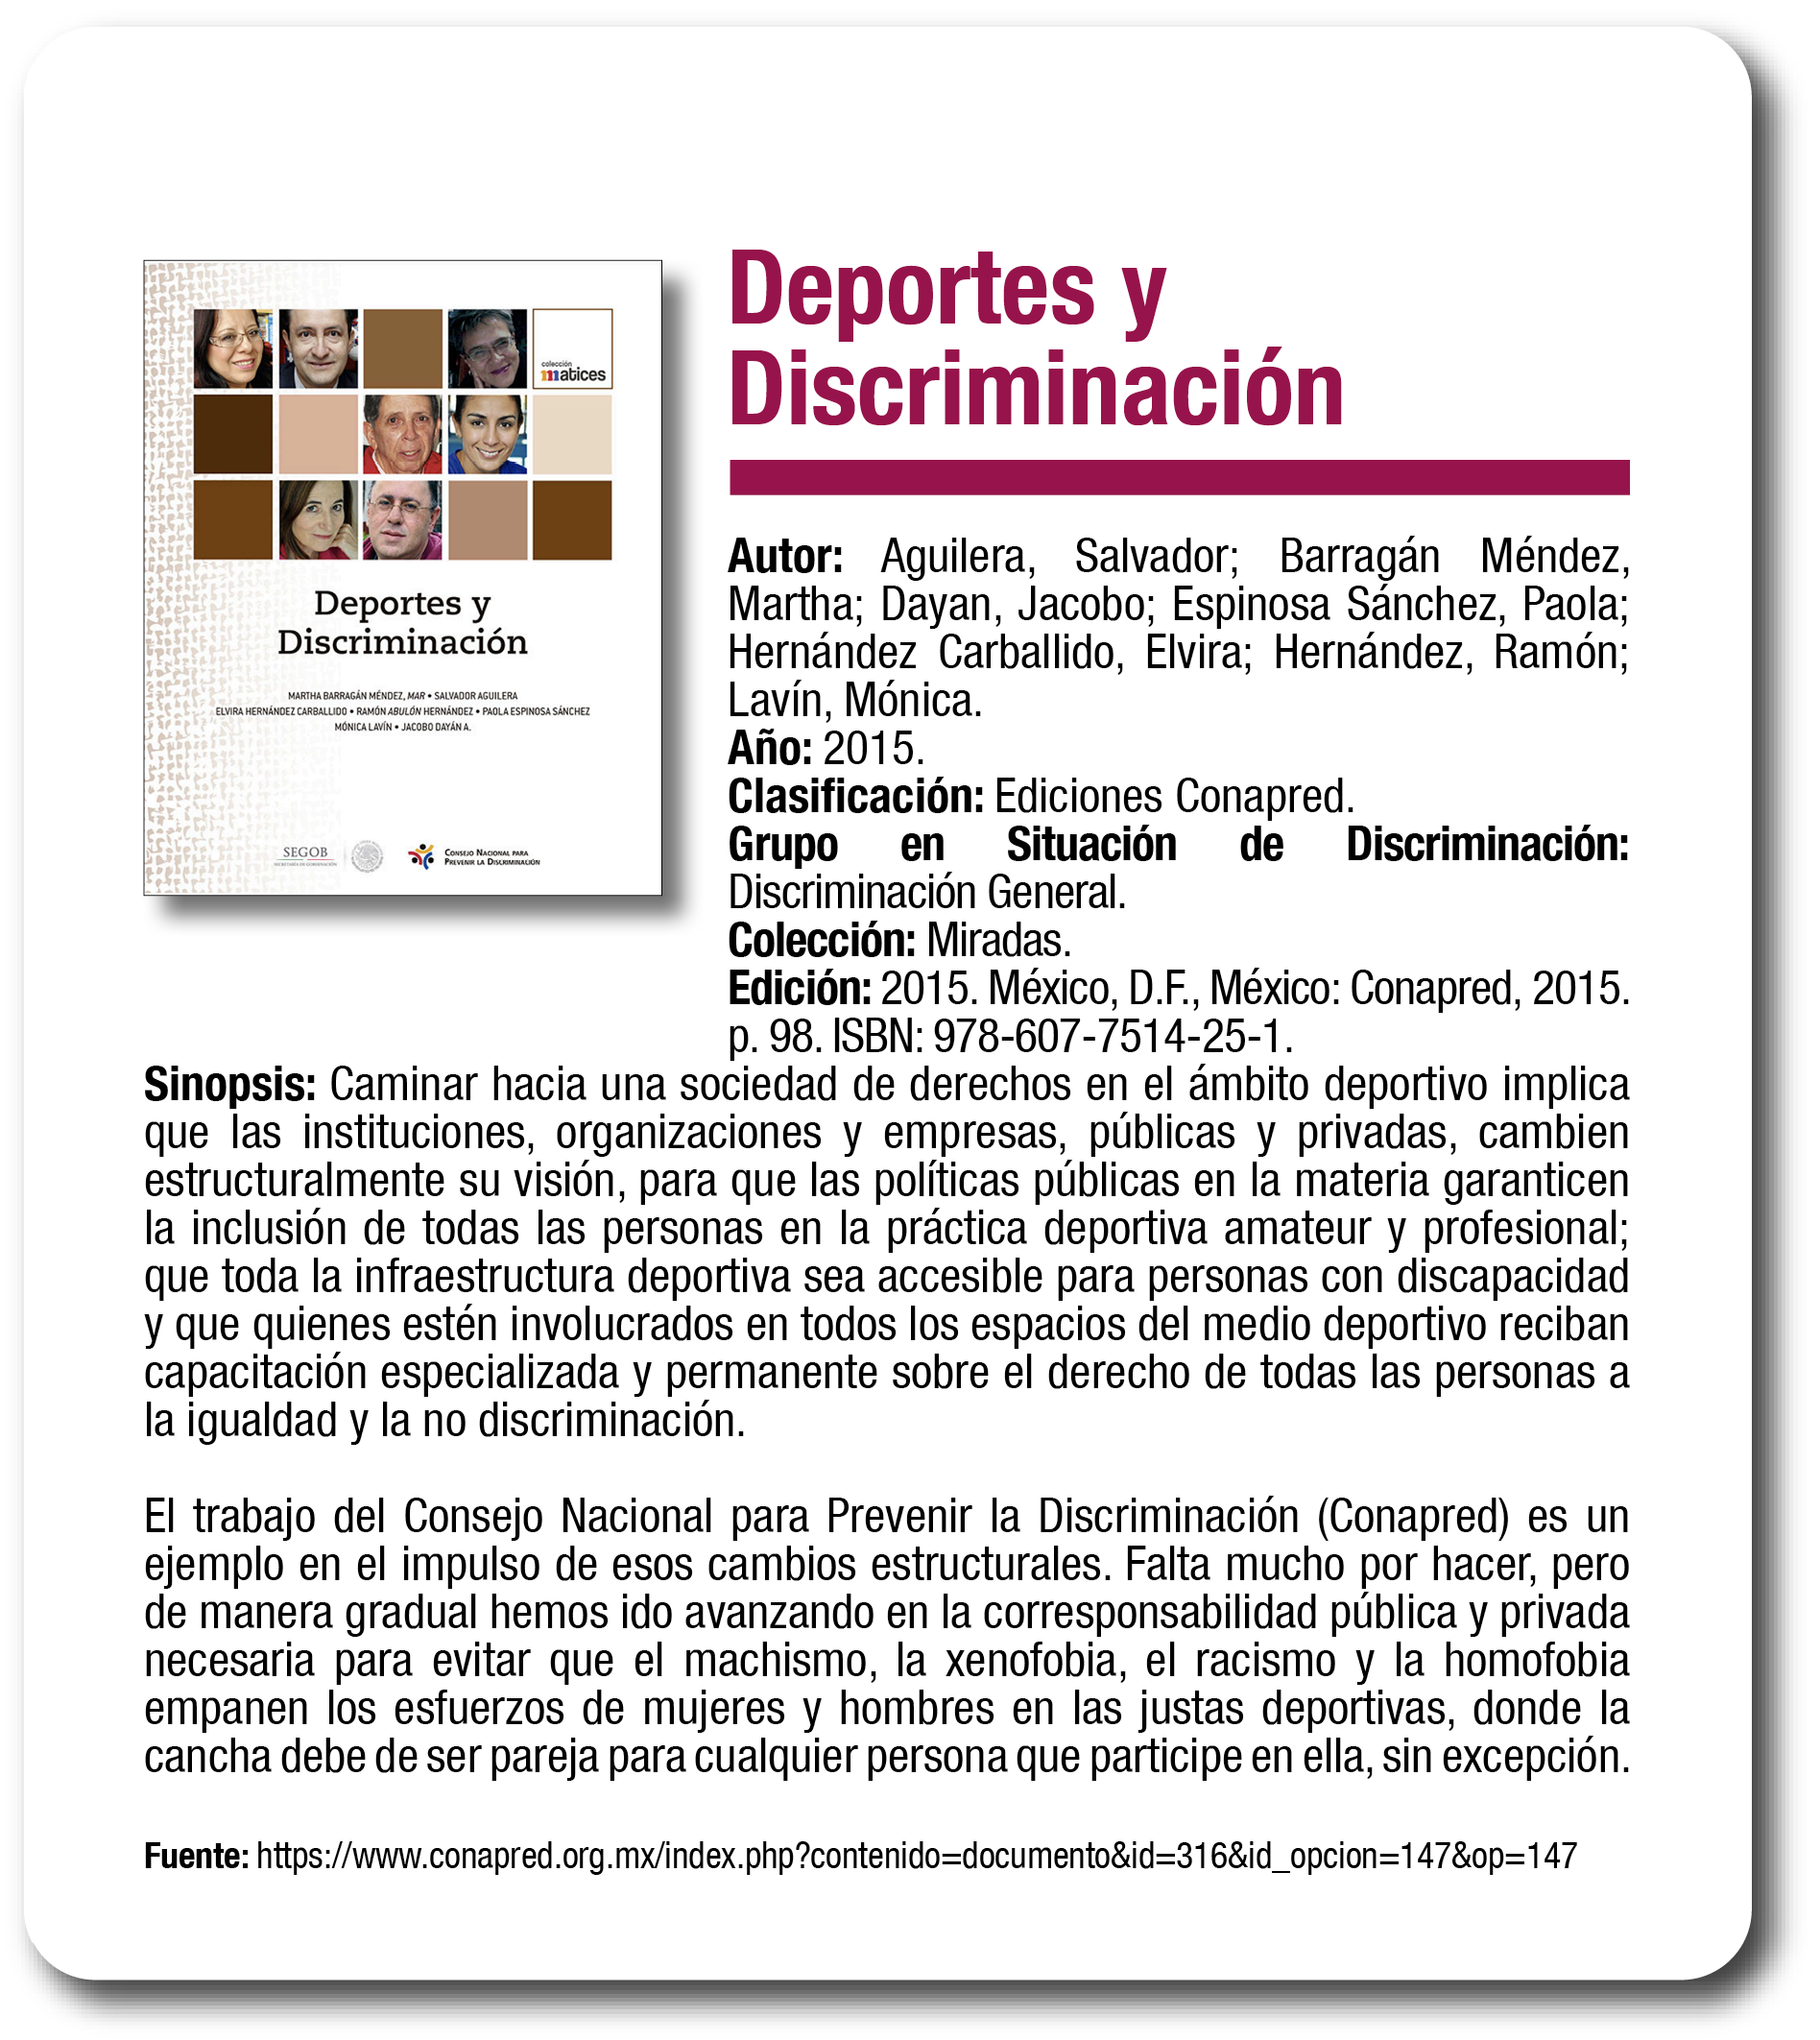 colección
matices
Deportes y
Discriminación
MARTHA BARRAGÁN MÉNDEZ, MAR • SALVADOR AGUILERA
ELVIRA HERNÁNDEZ CARBALLIDO • RAMÓN ABULÓN HERNÁNDEZ • PAOLA ESPINOSA SÁNCHEZ
MÓNICA LAVÍN • JACOBO DAYÁN A.
SEGOB
SECRETARÍA DE GOBERNACIÓN
CONSEJO NACIONAL PARA
PREVENIR LA DISCRIMINACIÓN
Deportes y
Discriminación
Autor: Aguilera, Salvador; Barragán Méndez,
Martha; Dayan, Jacobo; Espinosa Sánchez, Paola;
Hernández Carballido, Elvira; Hernández, Ramón;
Lavín, Mónica.
Año: 2015.
Clasificación: Ediciones Conapred.
Grupo en Situación de Discriminación:
Discriminación General.
Colección: Miradas.
Edición: 2015. México, D.F., México: Conapred, 2015.
p. 98. ISBN: 978-607-7514-25-1.
Sinopsis: Caminar hacia una sociedad de derechos en el ámbito deportivo implica
que las instituciones, organizaciones y empresas, públicas y privadas, cambien
estructuralmente su visión, para que las políticas públicas en la materia garanticen
la inclusión de todas las personas en la práctica deportiva amateur y profesional;
que toda la infraestructura deportiva sea accesible para personas con discapacidad
y que quienes estén involucrados en todos los espacios del medio deportivo reciban
capacitación especializada y permanente sobre el derecho de todas las personas a
la igualdad y la no discriminación.
El trabajo del Consejo Nacional para Prevenir la Discriminación (Conapred) es un
ejemplo en el impulso de esos cambios estructurales. Falta mucho por hacer, pero
de manera gradual hemos ido avanzando en la corresponsabilidad pública y privada
necesaria para evitar que el machismo, la xenofobia, el racismo y la homofobia
empanen los esfuerzos de mujeres y hombres en las justas deportivas, donde la
cancha debe de ser pareja para cualquier persona que participe en ella, sin excepción.
Fuente: https://www.conapred.org.mx/index.php?contenido=documento&id=316&id_opcion=147&op=147